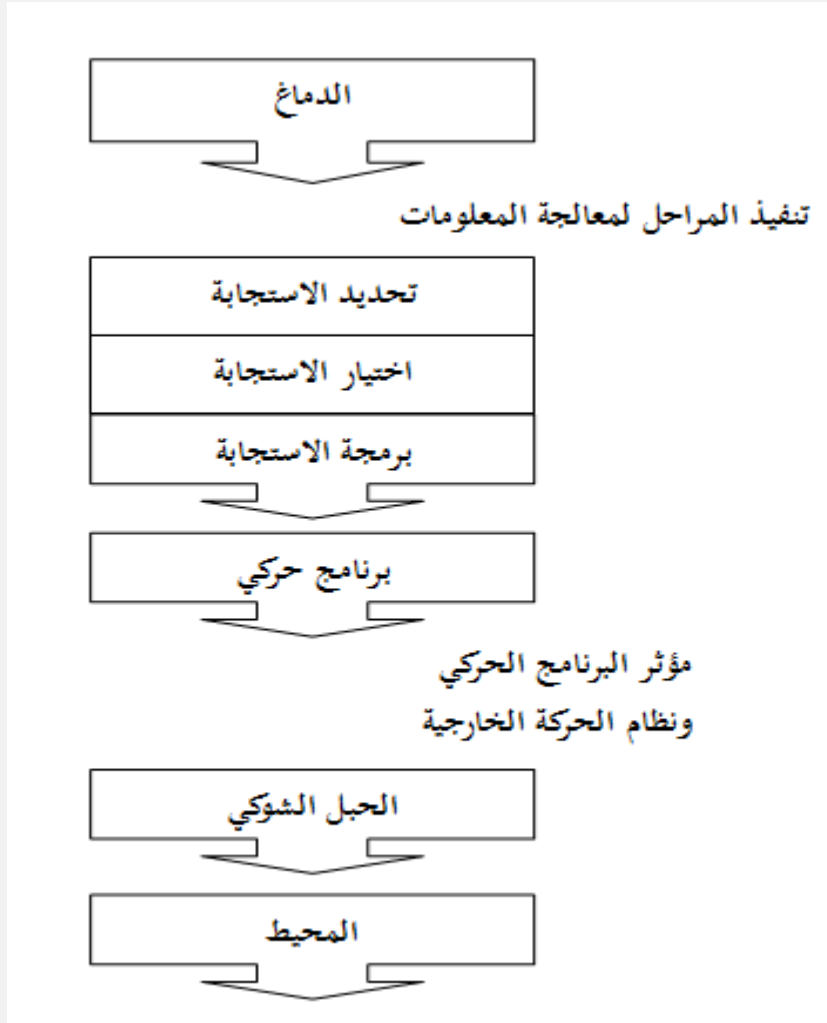 الدماغ
تنفيذ المراحل لمعالجة المعلومات
تحديد الاستجابة
اختيار الاستجابة
برمجة الاستجابة
برنامج حركي
مؤثر البرنامج الحركي
ونظام الحركة الخارجية
الحبل الشوكي
المحيط